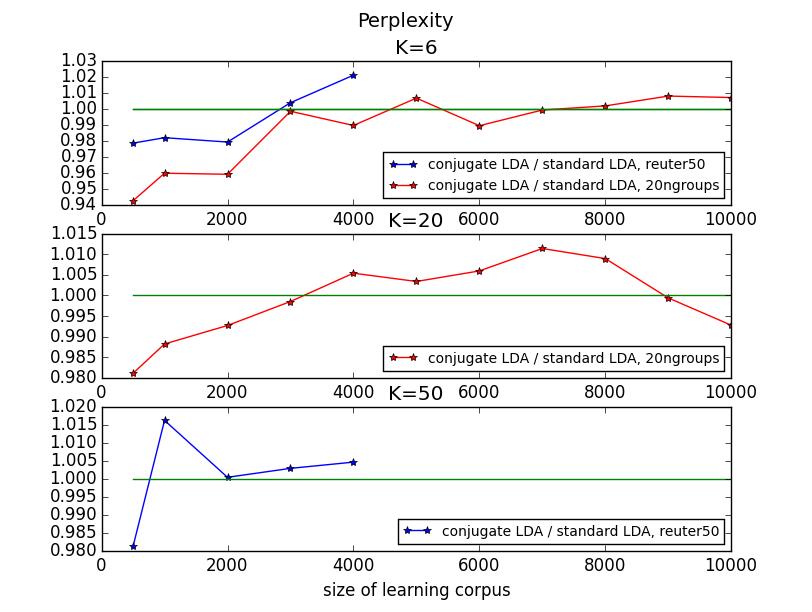 Perplexity
K=6
1.03
1.02
1.01
1.00
0.99
0.98
0.97
0.96
0.95
0.94
conjugate LDA / standard LDA, reuter50
conjugate LDA / standard LDA, 20ngroups
0 2000 4000 6000 8000 10000
K=20
1.015
1.010
1.005
1.000
0.995
0.990
0.985
0.980
conjugate LDA / standard LDA, 20ngroups
0 2000 4000 6000 8000 10000
K=50
1.020
1.015
1.010
1.005
1.000
0.995
0.990
0.985
0.980
conjugate LDA / standard LDA, reuter50
0 2000 4000 6000 8000 10000
size of learning corpus